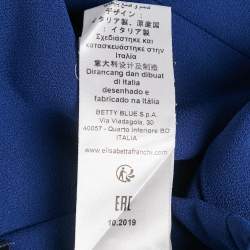 デザイン:
イタリア製、原産国
:イタリア製
Σχεδιάστηκε και
κατασκευάστηκε στην
Ιταλία
意大利设计及制造
Dirancang dan dibuat
di Italia
desenhado e
fabricado na Itália
BETTY BLUE S.p.A.
Via Viadagola, 30
40057 - Quarto Inferiore BO
ITALIA
www.elisabettafranchi.com
EAC
10.2019